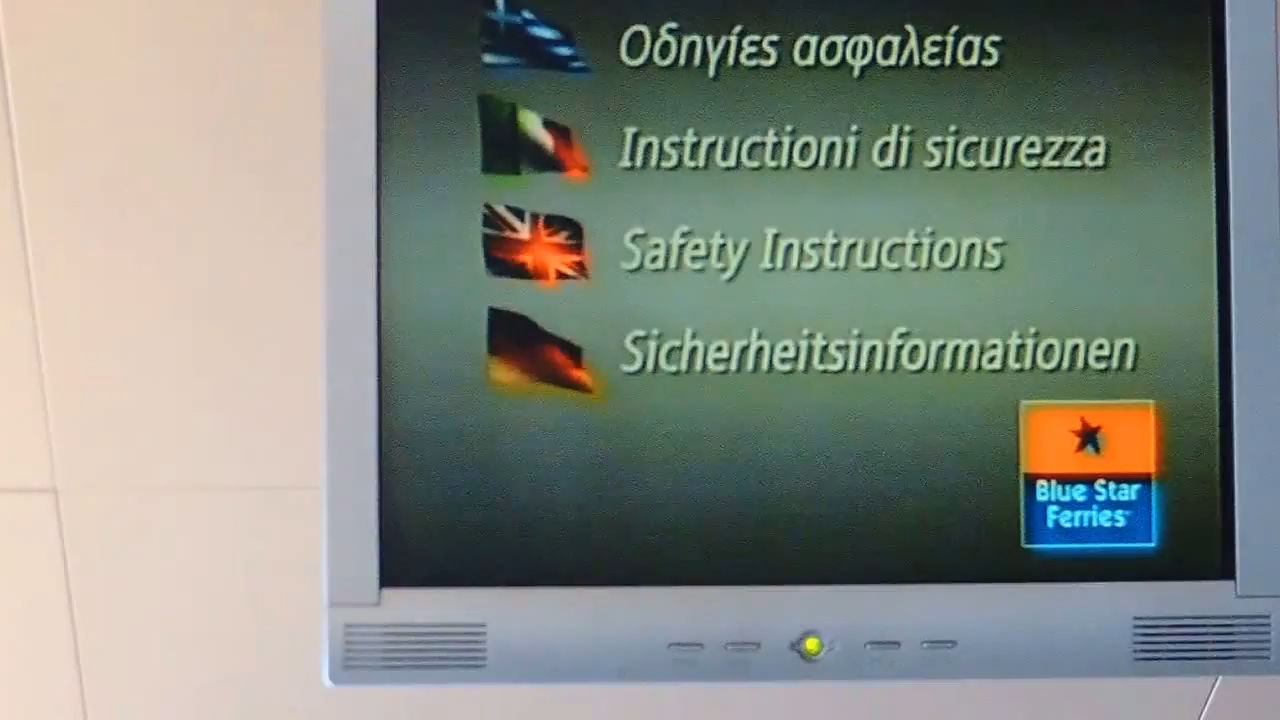 Οδηγίες ασφαλείας
Instructioni di sicurezza
Safety Instructions
Sicherheitsinformationen
Blue Star
Ferries